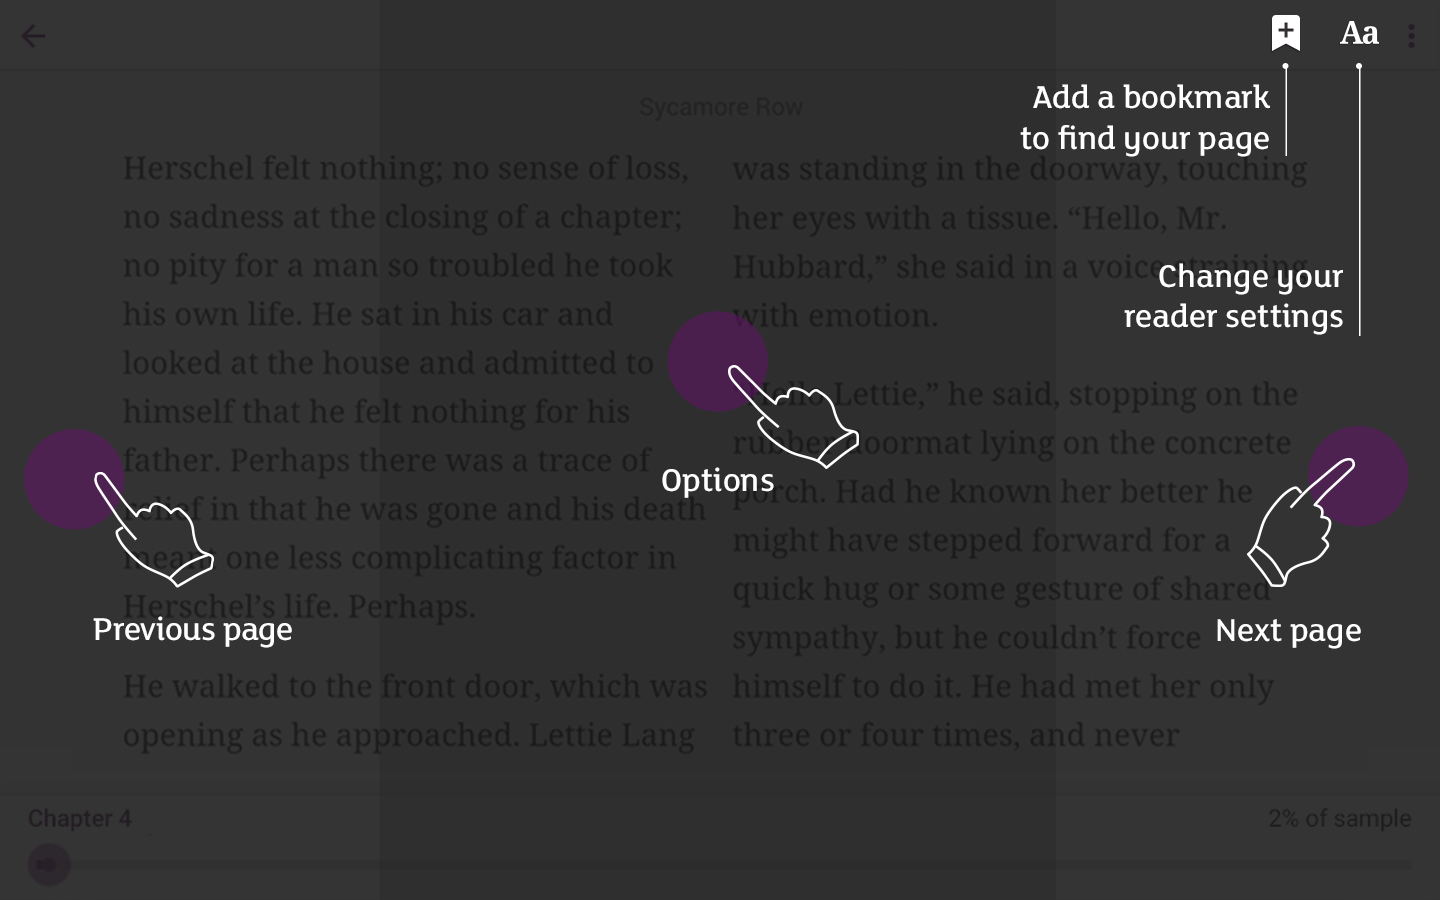 Aa
Add a bookmark
to find your page
Change your
reader settings
Sycamore Row
Herschel felt nothing; no sense of loss,
no sadness at the closing of a chapter;
no pity for a man so troubled he took
his own life. He sat in his car and
looked at the house and admitted to
himself that he felt nothing for his
father. Perhaps there was a trace of
relief in that he was gone and his death
meant one less complicating factor in
Herschel’s life. Perhaps.
He walked to the front door, which was
opening as he approached. Lettie Lang
was standing in the doorway, touching
her eyes with a tissue. “Hello, Mr.
Hubbard,” she said in a voice straining
with emotion.
“Hello Lettie,” he said, stopping on the
rubber doormat lying on the concrete
porch. Had he known her better he
might have stepped forward for a
quick hug or some gesture of shared
sympathy, but he couldn’t force
himself to do it. He had met her only
three or four times, and never
Options
Previous page
Next page
Chapter 4
2% of sample